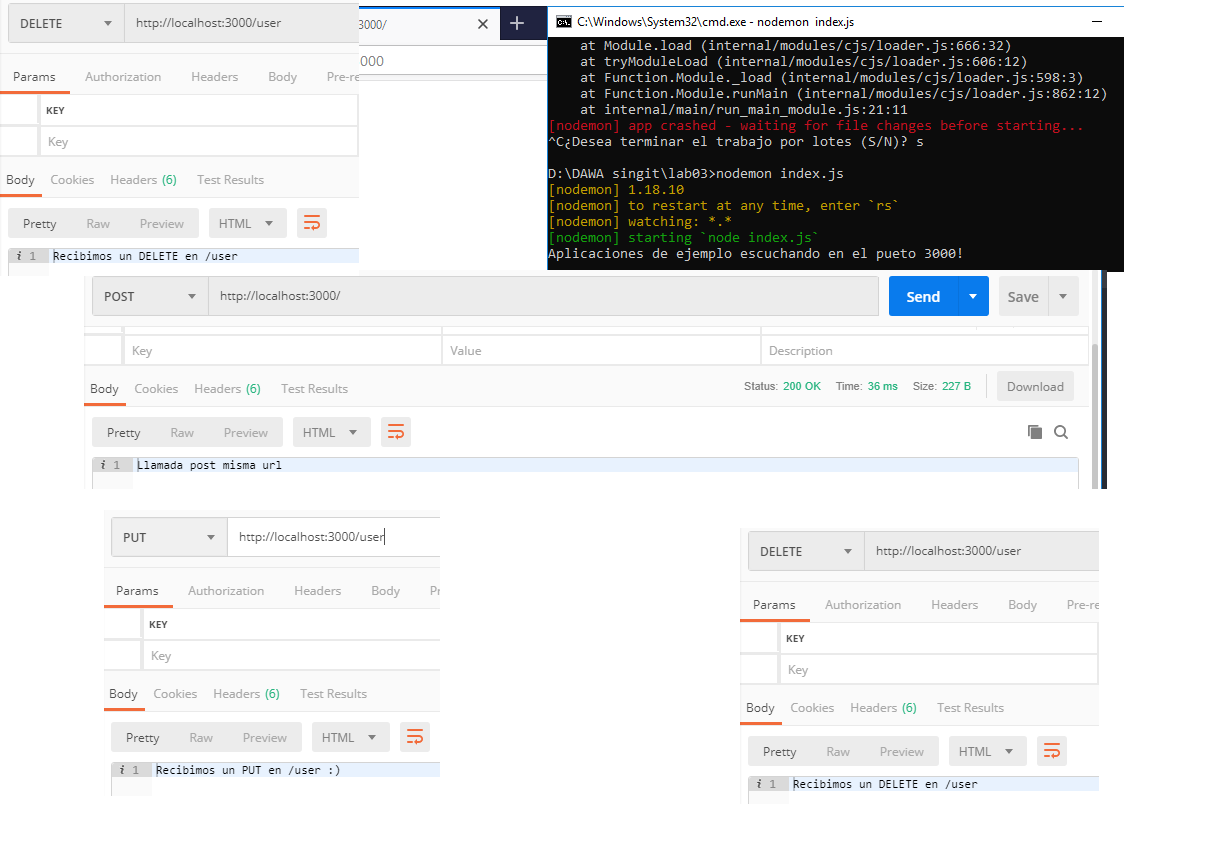 DELETE http://localhost:3000/user
Params Authorization Headers Body Pre-re
KEY
Key
Body Cookies Headers (6) Test Results
Pretty Raw Preview HTML
i 1 Recibimos un DELETE en /user
3000/
000
C:\Windows\System32\cmd.exe - nodemon index.js
at Module.load (internal/modules/cjs/loader.js:666:32)
at tryModuleLoad (internal/modules/cjs/loader.js:606:12)
at Function.Module._load (internal/modules/cjs/loader.js:598:3)
at Function.Module.runMain (internal/modules/cjs/loader.js:862:12)
at internal/main/run_main_module.js:21:11
[nodemon] app crashed - waiting for file changes before starting...
^C¿Desea terminar el trabajo por lotes (S/N)? s
D:\DAWA singit\lab03>nodemon index.js
[nodemon] 1.18.10
[nodemon] to restart at any time, enter `rs`
[nodemon] watching: *.*
[nodemon] starting `node index.js`
Aplicaciones de ejemplo escuchando en el pueto 3000!
POST http://localhost:3000/ Send Save
Key Value Description
Body Cookies Headers (6) Test Results Status: 200 OK Time: 36 ms Size: 227 B Download
Pretty Raw Preview HTML
i 1 Llamada post misma url
PUT http://localhost:3000/user
Params Authorization Headers Body Pr
KEY
Key
Body Cookies Headers (6) Test Results
Pretty Raw Preview HTML
i 1 Recibimos un PUT en /user :)
DELETE http://localhost:3000/user
Params Authorization Headers Body Pre-re
KEY
Key
Body Cookies Headers (6) Test Results
Pretty Raw Preview HTML
i 1 Recibimos un DELETE en /user